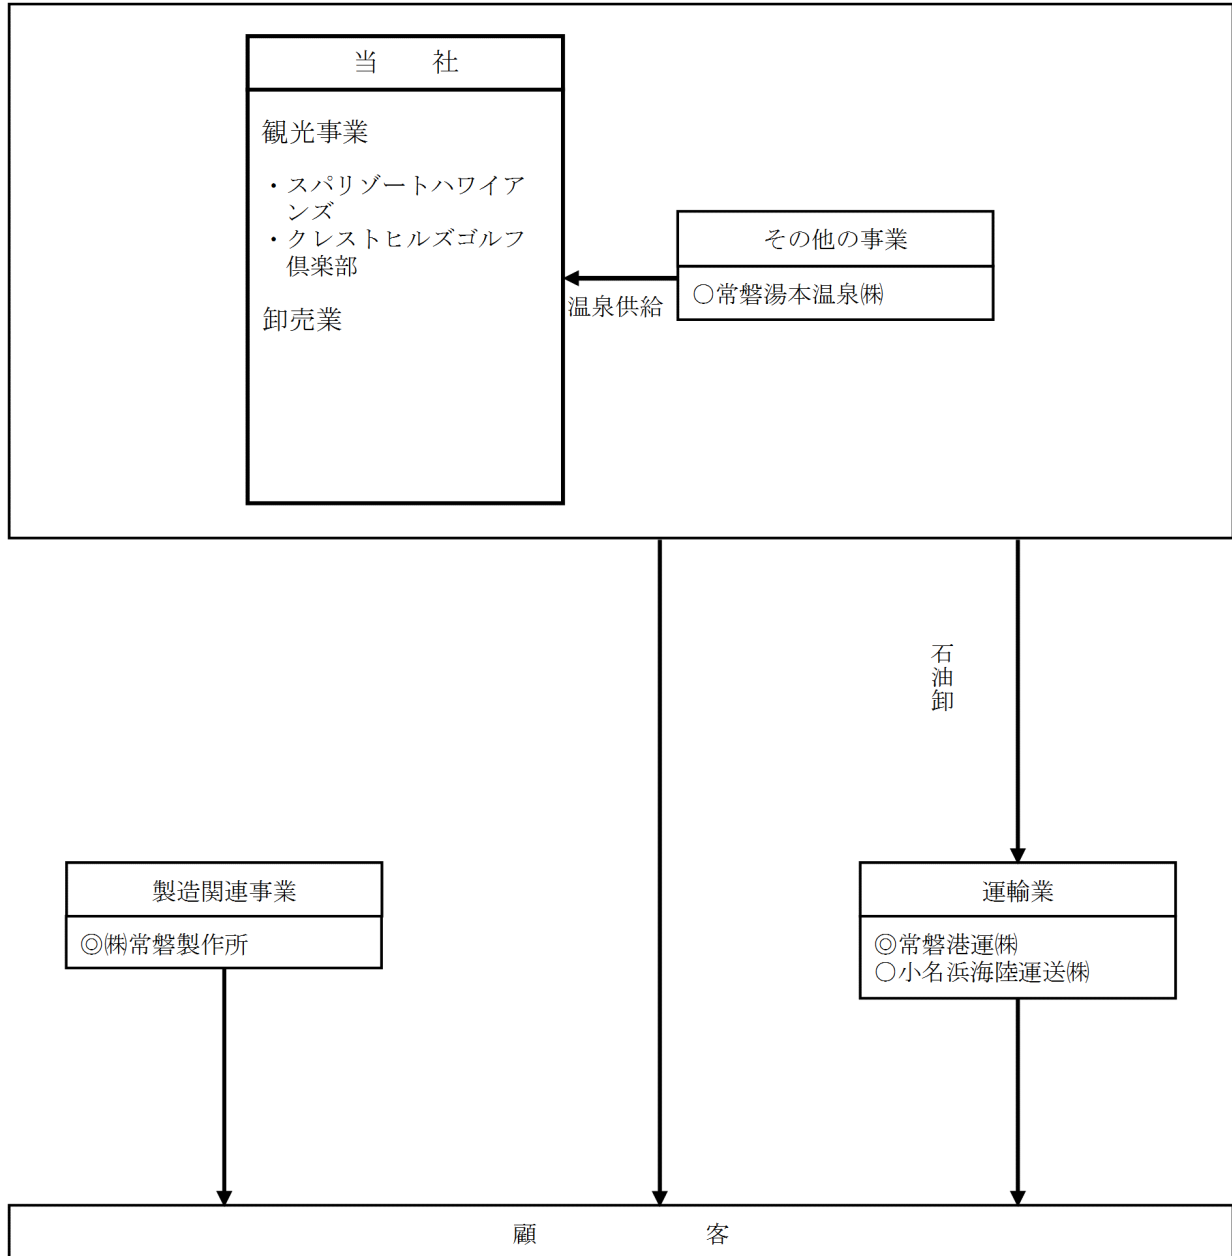 当　　社
観光事業
・スパリゾートハワイア
ンズ
・クレストヒルズゴルフ
倶楽部
卸売業
その他の事業
○常磐湯本温泉㈱
温泉供給
石油卸
製造関連事業
◎㈱常磐製作所
運輸業
◎常磐港運㈱
○小名浜海陸運送㈱
顧　　　　　　　客